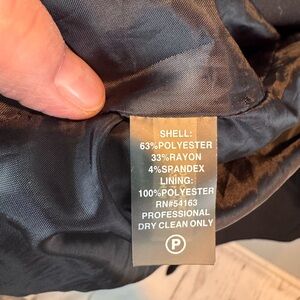 SHELL:
63%POLYESTER
33%RAYON
4%SPANDEX
LINING:
100%POLYESTER
RN#54163
PROFESSIONAL
DRY CLEAN ONLY
P